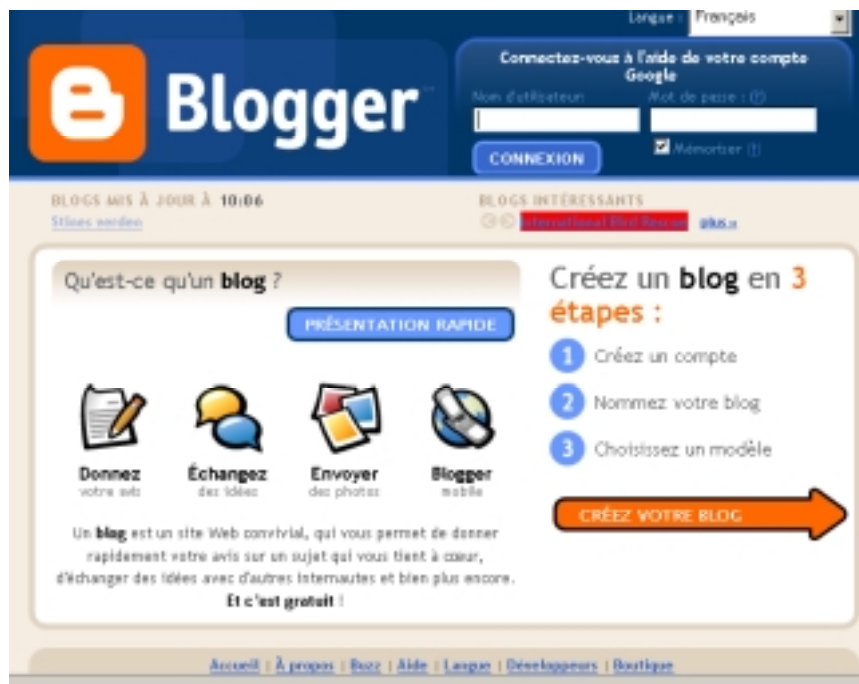 Langue : Français
Blogger
Connectez-vous à l'aide de votre compte
Google
Nom d'utilisateur: Mot de passe : (?)
CONNEXION
Mémoriser (?)
BLOGS MIS À JOUR À 10:06
BLOGS INTÉRESSANTS
International Bird Rescue plus »
Qu'est-ce qu'un blog ?
PRÉSENTATION RAPIDE
Donnez
votre avis
Échangez
des idées
Envoyer
des photos
Blogger
mobile
Un blog est un site Web convivial, qui vous permet de donner
rapidement votre avis sur un sujet qui vous tient à cœur,
d'échanger des idées avec d'autres internautes et bien plus encore.
Et c'est gratuit !
Créez un blog en 3
étapes :
1 Créez un compte
2 Nommez votre blog
3 Choisissez un modèle
CRÉEZ VOTRE BLOG
Accueil | À propos | Buzz | Aide | Langue | Développeurs | Boutique